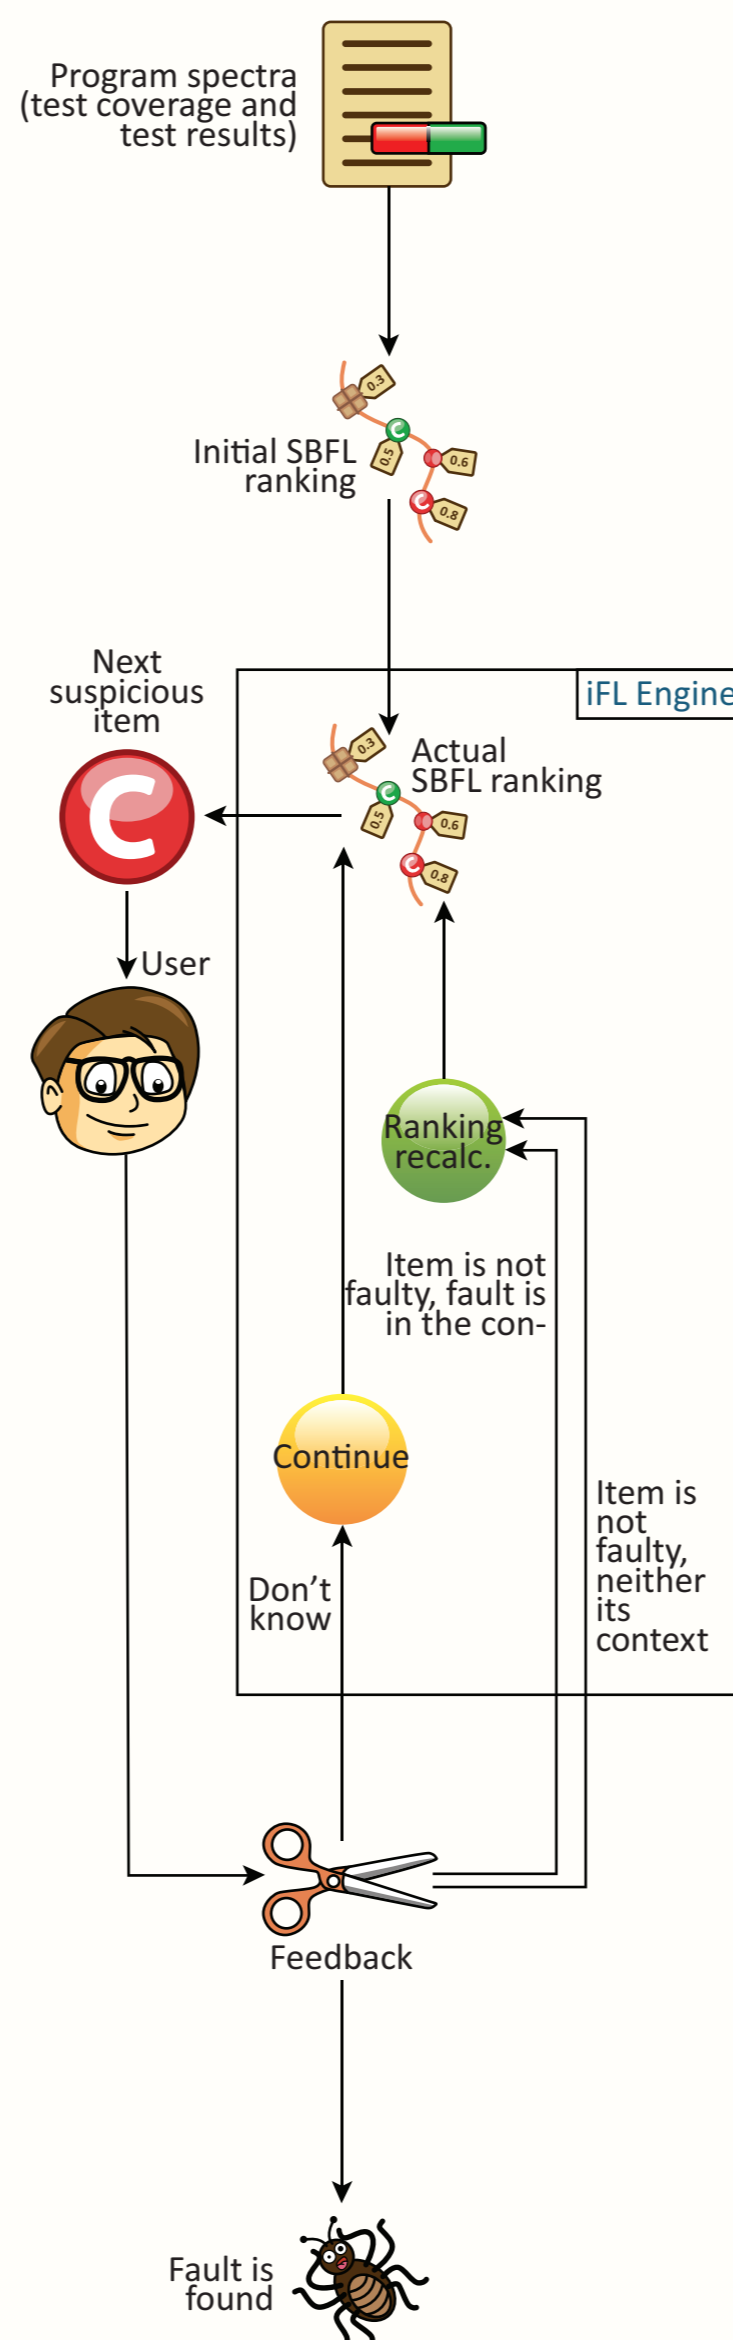 Program spectra
(test coverage and
test results)
0.3
C
0.5
0.6
C
0.8
Initial SBFL
ranking
Next
suspicious
item
iFL Engine
C
0.3
C
0.5
0.6
C
0.8
Actual
SBFL ranking
User
Ranking
recalc.
Item is not
faulty, fault is
in the con-
Continue
Item is
not
faulty,
neither
its
context
Don't
know
Feedback
Fault is
found